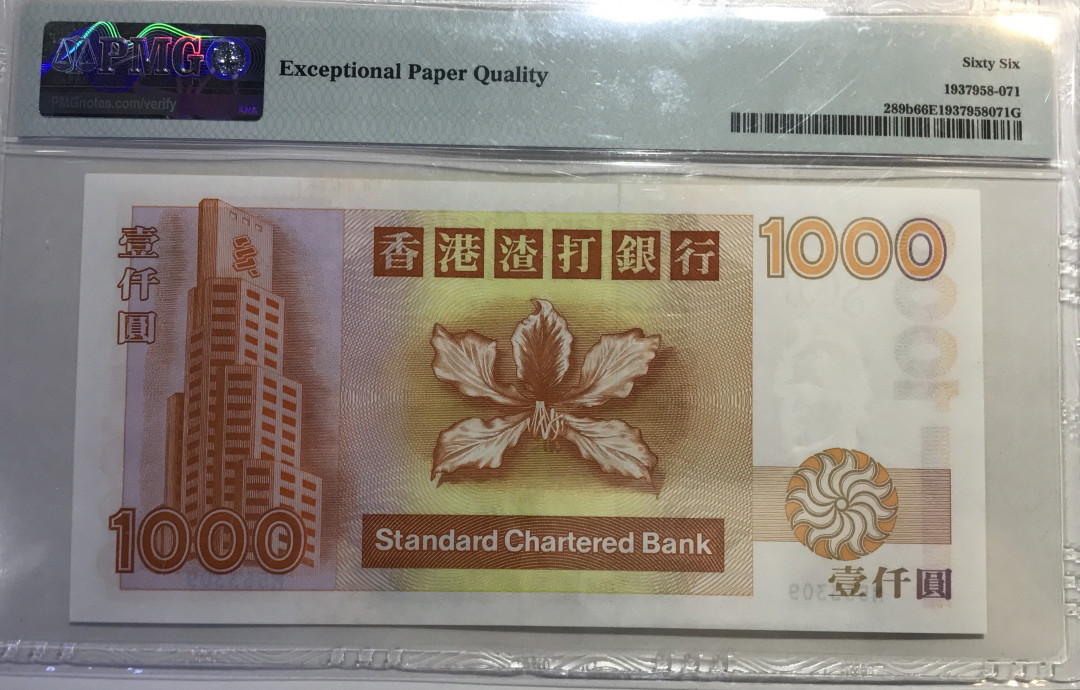 PMG
PMGnotes.com/verify
Exceptional Paper Quality
Sixty Six
1937958-071
289b66E1937958071G
壹仟圓
香港渣打銀行
1000
1000
1000
Standard Chartered Bank
壹仟圓